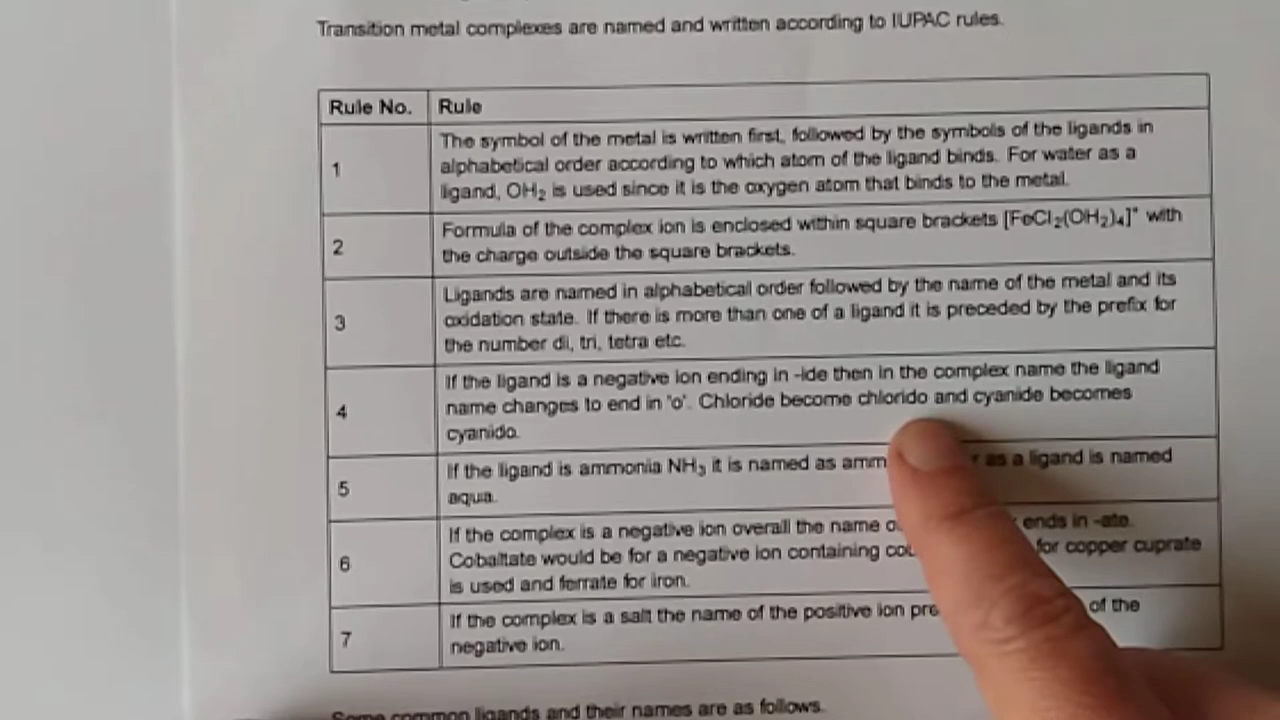 Transition metal complexes are named and written according to IUPAC rules.
Rule No. Rule
1
The symbol of the metal is written first, followed by the symbols of the ligands in
alphabetical order according to which atom of the ligand binds. For water as a
ligand, OH₂ is used since it is the oxygen atom that binds to the metal.
2
Formula of the complex ion is enclosed within square brackets [FeCl₂(OH₂)₄]⁺ with
the charge outside the square brackets.
3
Ligands are named in alphabetical order followed by the name of the metal and its
oxidation state. If there is more than one of a ligand it is preceded by the prefix for
the number di, tri, tetra etc.
4
If the ligand is a negative ion ending in -ide then in the complex name the ligand
name changes to end in 'o'. Chloride become chlorido and cyanide becomes
cyanido.
5
If the ligand is ammonia NH₃ it is named as as a ligand is named
aqua.
6
If the complex is a negative ion overall the name ends in -ate.
Cobaltate would be for a negative ion containing for copper cuprate
is used and ferrate for iron.
7
If the complex is a salt the name of the positive ion of the
negative ion.
Some common ligands and their names are as follows.